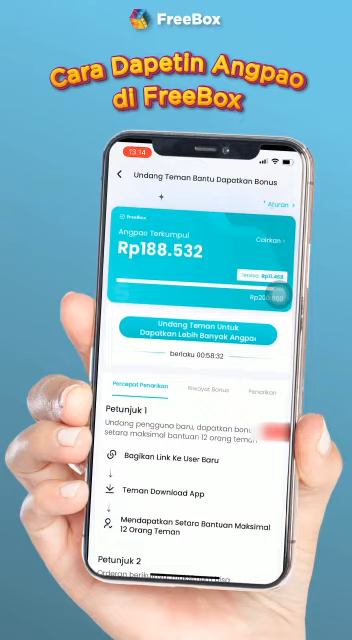 FreeBox
Cara Dapetin Angpao
di FreeBox
13.14
Undang Teman Bantu Dapatkan Bonus
Aturan
FreeBox
Angpao Terkumpul
Cairkan
Rp188.532
Rp11.468
Undang Teman Untuk
Dapatkan Lebih Banyak Angpao
berlaku 00:58:32
Percepat Penarikan
Riwayat Bonus
Penarikan
Petunjuk 1
Undang pengguna baru, dapatkan bonus
setara maksimal bantuan 12 orang teman
Bagikan Link Ke User Baru
Teman Download App
Mendapatkan Setara Bantuan Maksimal
12 Orang Teman
Petunjuk 2